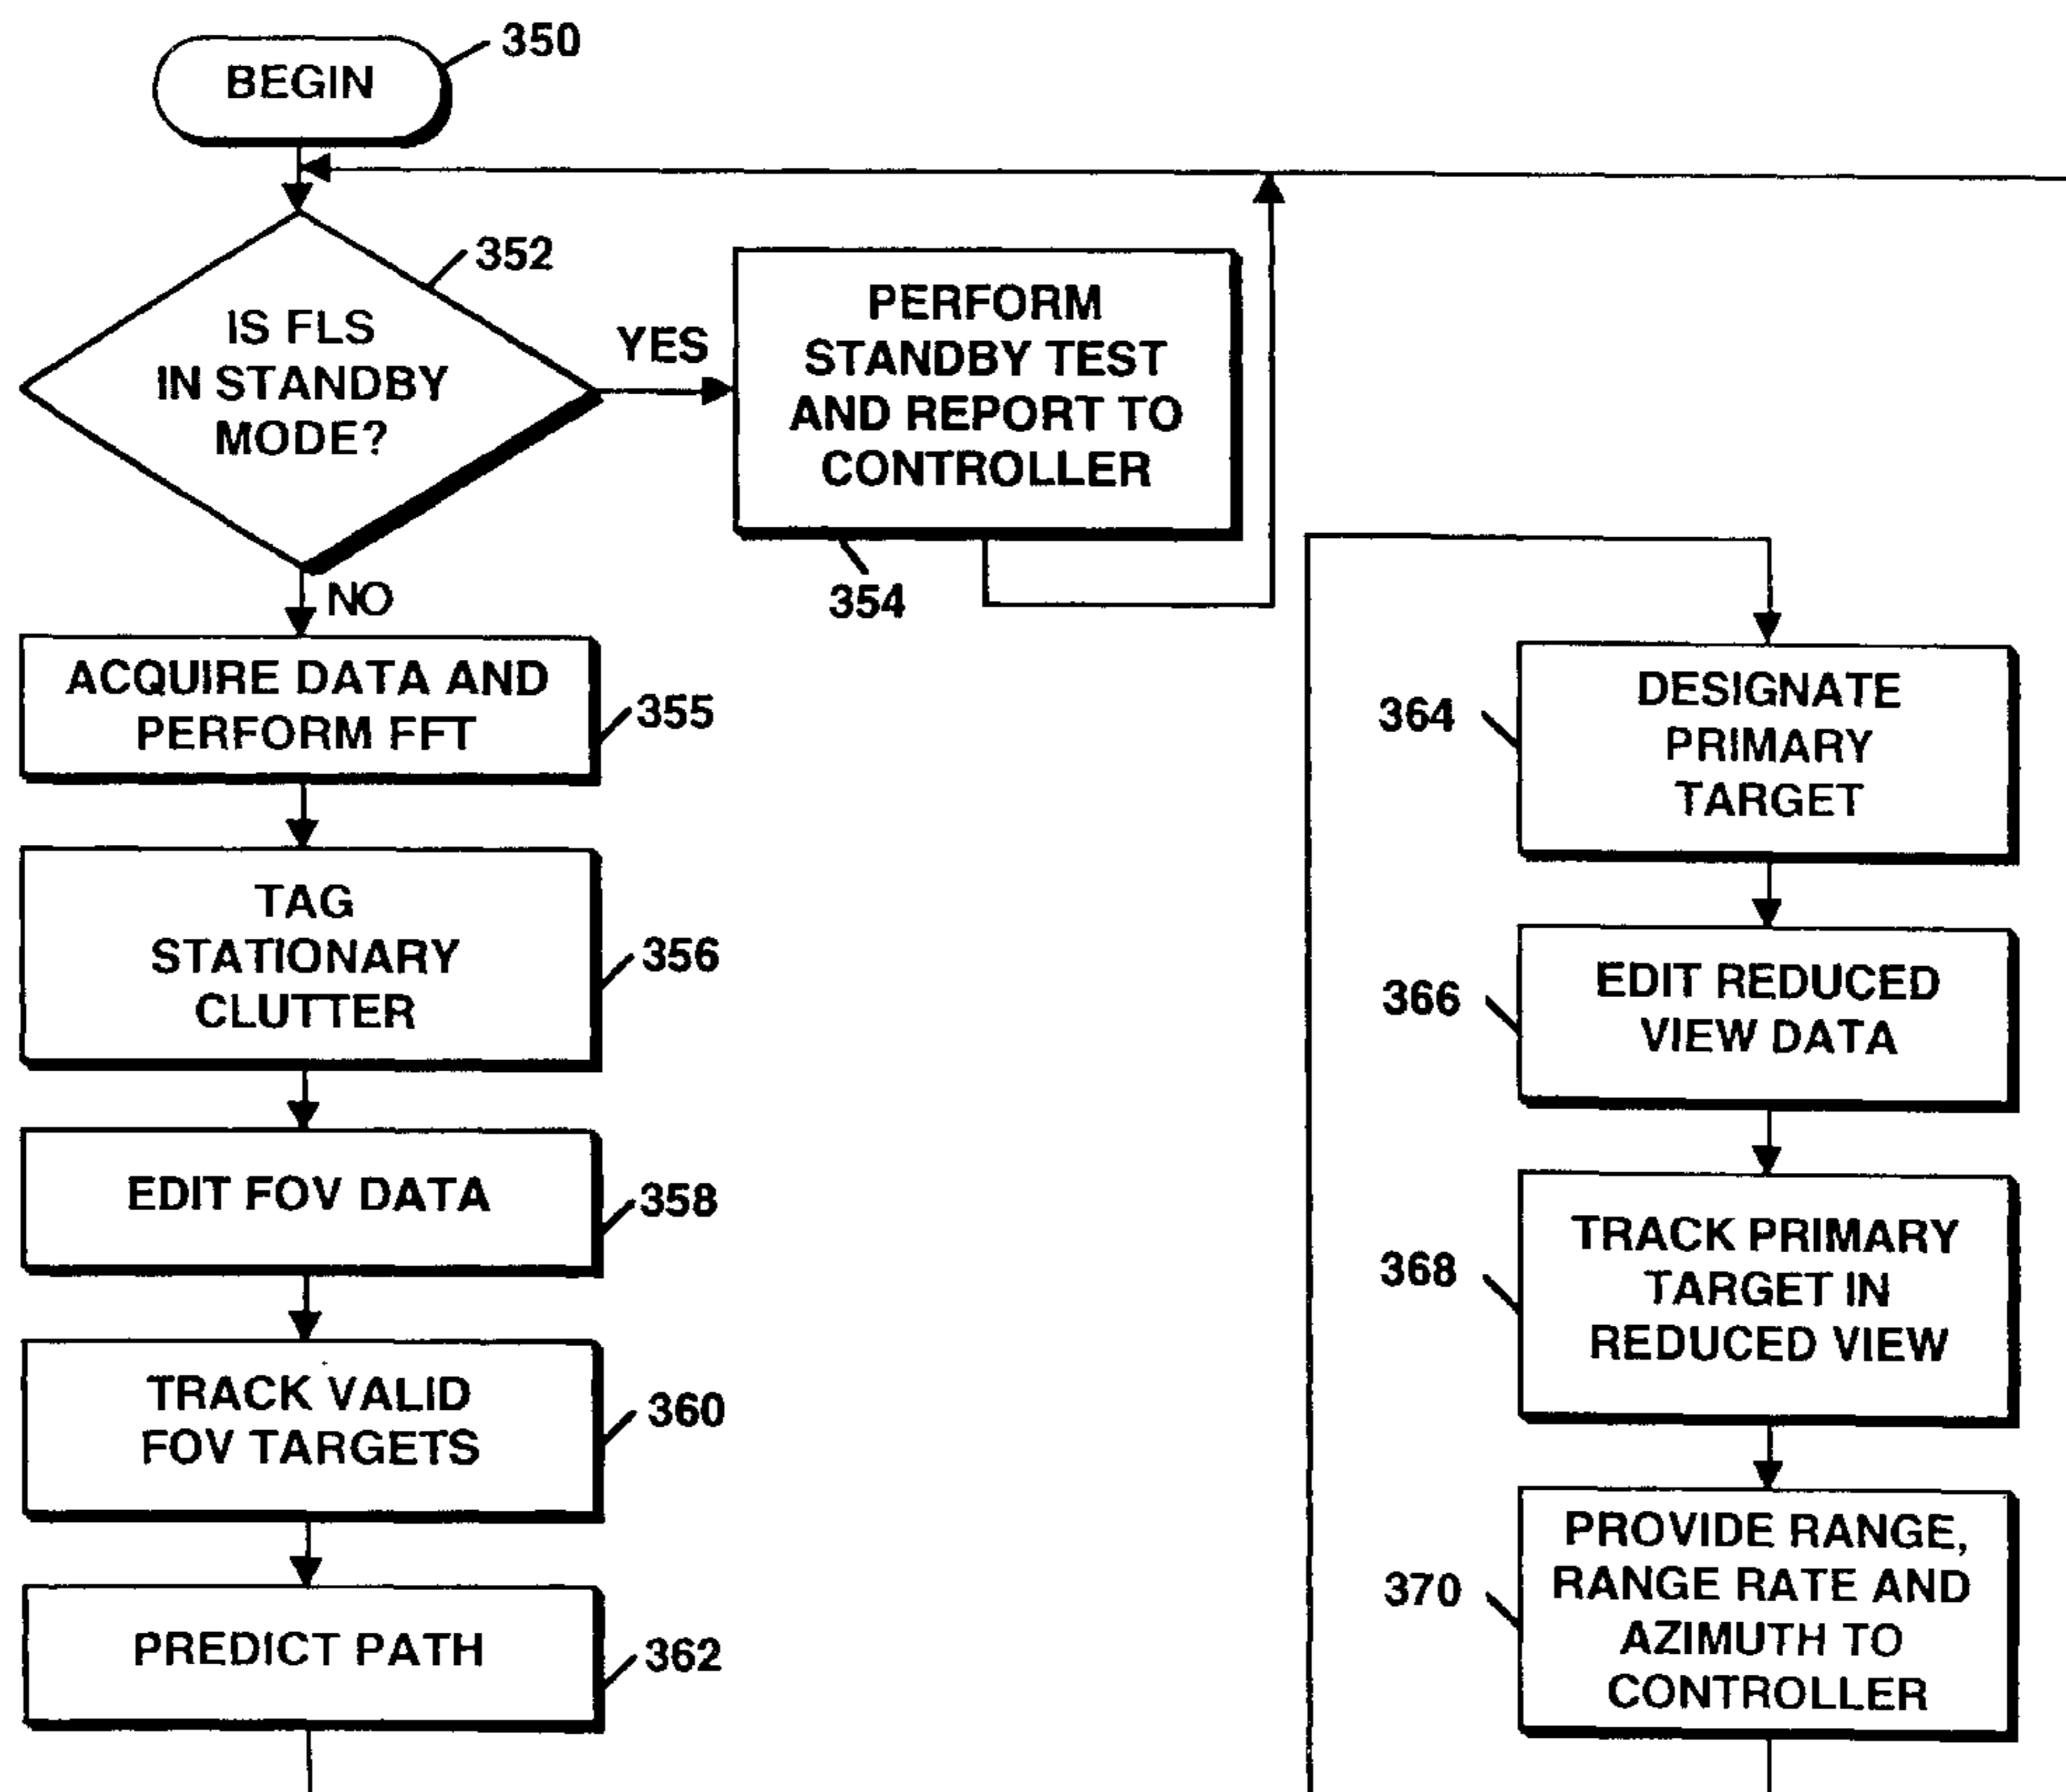 BEGIN
350
352
IS FLS
IN STANDBY
MODE?
YES
PERFORM
STANDBY TEST
AND REPORT TO
CONTROLLER
354
NO
ACQUIRE DATA AND
PERFORM FFT
355
TAG
STATIONARY
CLUTTER
356
EDIT FOV DATA
358
TRACK VALID
FOV TARGETS
360
PREDICT PATH
362
364
DESIGNATE
PRIMARY
TARGET
366
EDIT REDUCED
VIEW DATA
368
TRACK PRIMARY
TARGET IN
REDUCED VIEW
370
PROVIDE RANGE,
RANGE RATE AND
AZIMUTH TO
CONTROLLER